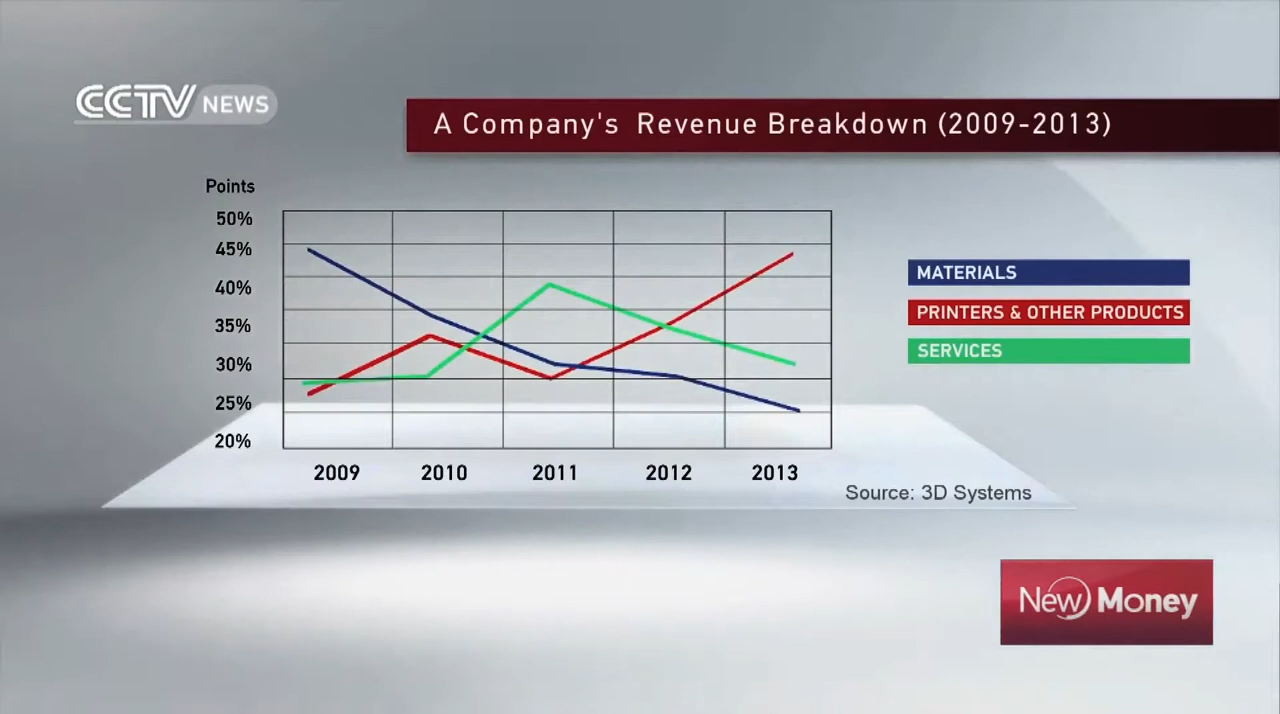 CCTV NEWS
A Company's Revenue Breakdown (2009-2013)
Points
50%
45%
40%
35%
30%
25%
20%
2009 2010 2011 2012 2013
MATERIALS
PRINTERS & OTHER PRODUCTS
SERVICES
Source: 3D Systems
New Money